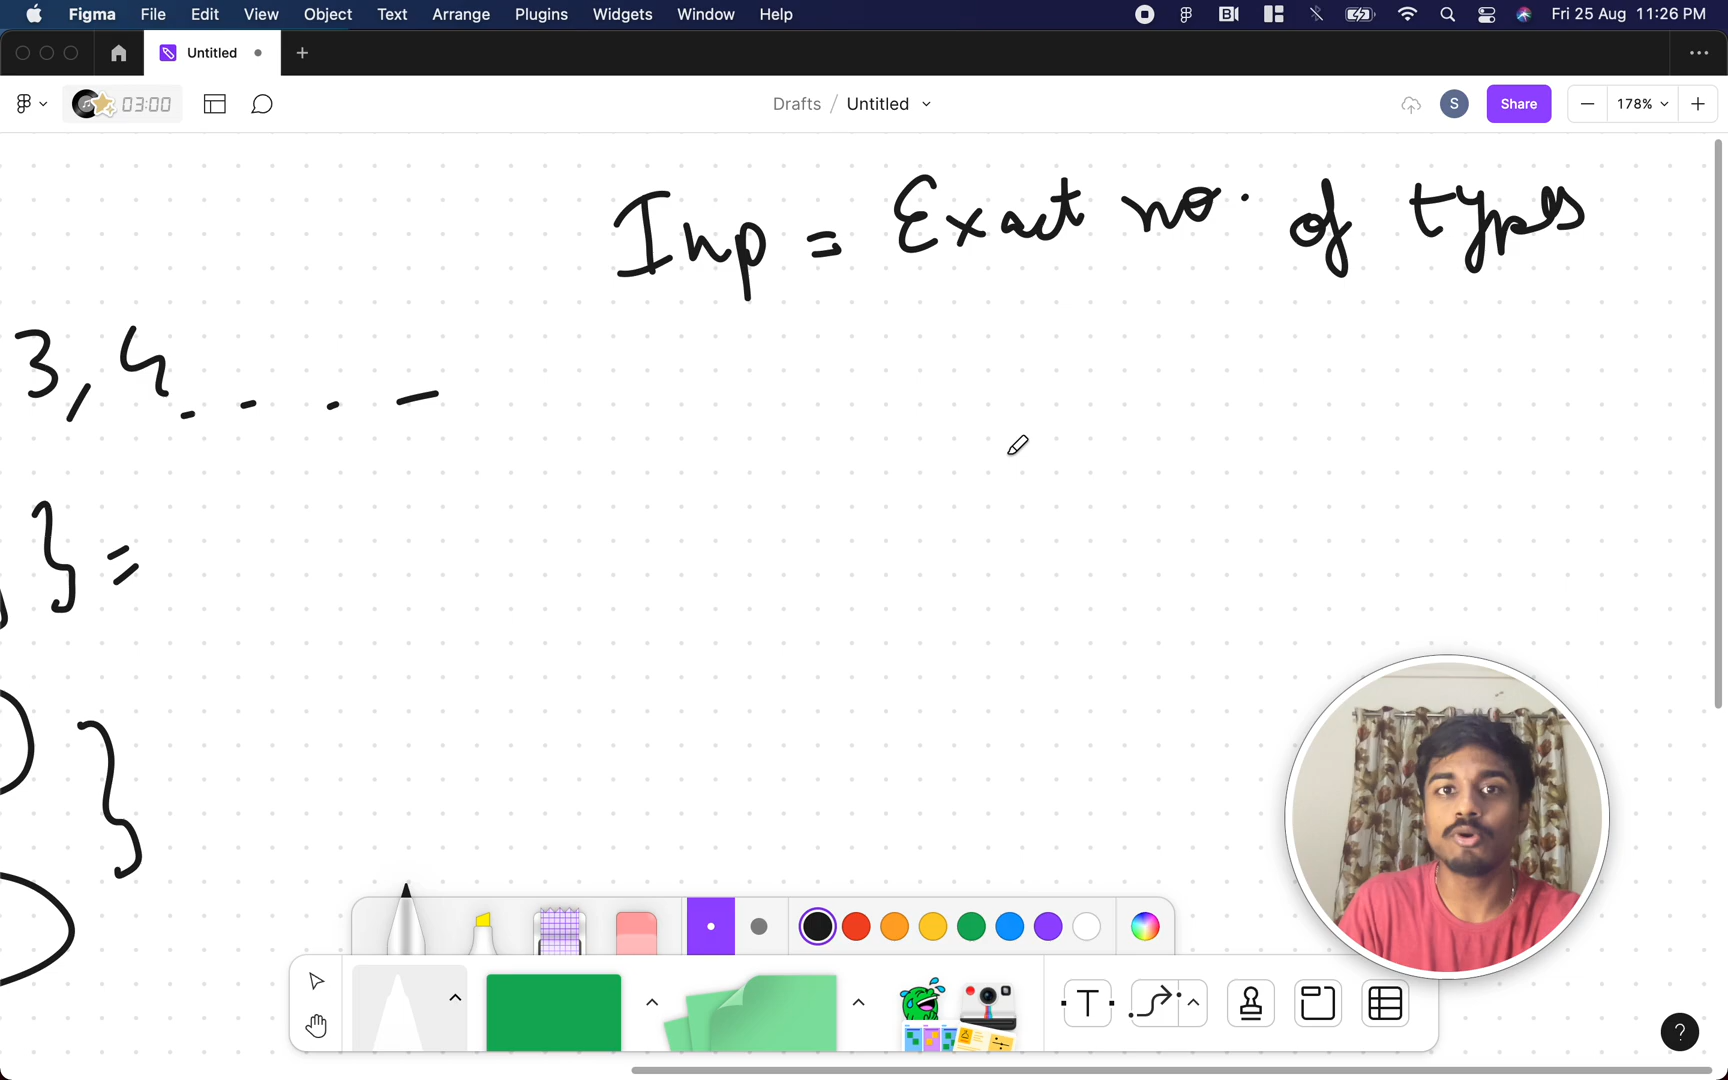 Figma File Edit View Object Text Arrange Plugins Widgets Window Help Fri 25 Aug 11:26 PM
Untitled
03:00 Drafts / Untitled S Share 178%
Inp = Exact no. of types
3, 4 . . . -
} =
}
T
?